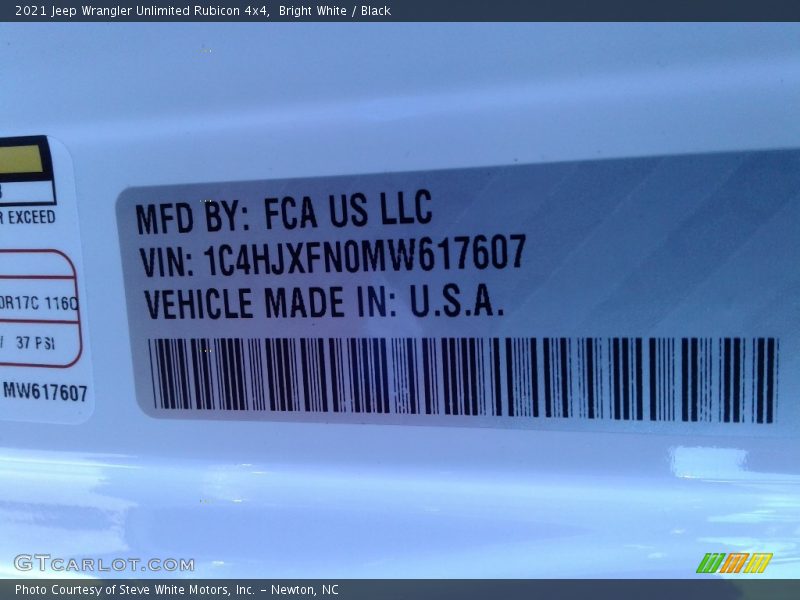 2021 Jeep Wrangler Unlimited Rubicon 4x4, Bright White / Black
EXCEED
MFD BY: FCA US LLC
VIN: 1C4HJXFN0MW617607
VEHICLE MADE IN: U.S.A.
0R17C 116Q
/ 37 PSI
MW617607
GTCARLOT.COM
Photo Courtesy of Steve White Motors, Inc. – Newton, NC